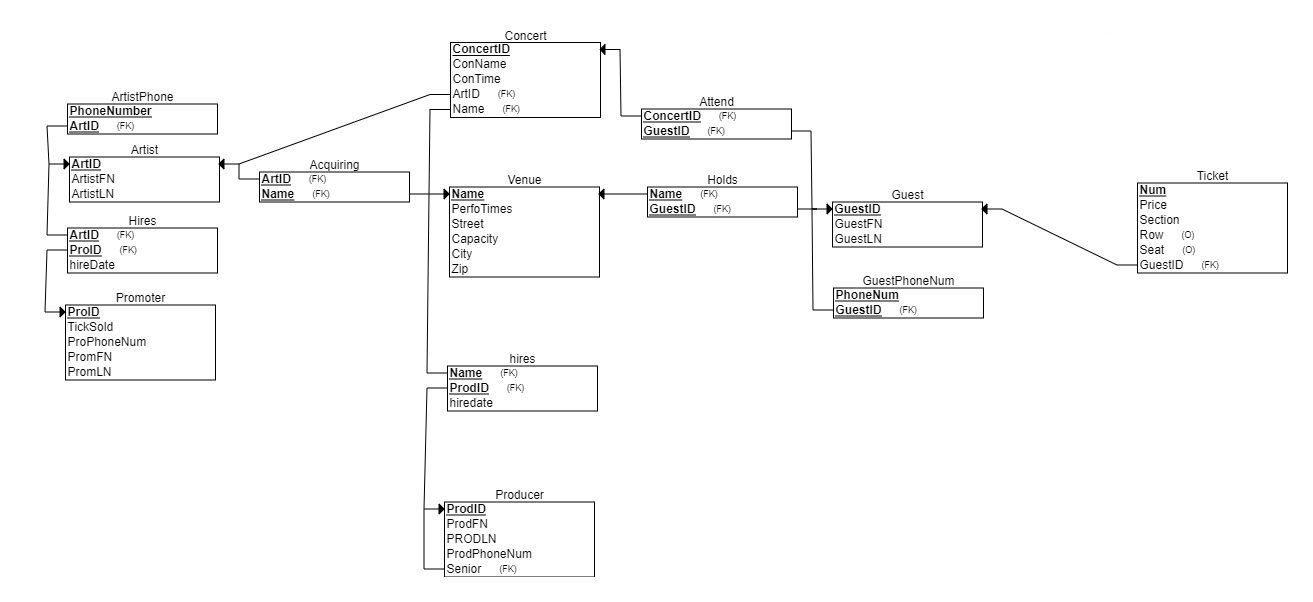 Concert
ConcertID
ConName
ConTime
ArtID (FK)
Name (FK)
ArtistPhone
PhoneNumber
ArtID (FK)
Artist
ArtID
ArtistFN
ArtistLN
Acquiring
ArtID (FK)
Name (FK)
Hires
ArtID (FK)
ProID (FK)
hireDate
Promoter
ProID
TickSold
ProPhoneNum
PromFN
PromLN
Venue
Name
PerfoTimes
Street
Capacity
City
Zip
Attend
ConcertID (FK)
GuestID (FK)
Holds
Name (FK)
GuestID (FK)
Guest
GuestID
GuestFN
GuestLN
GuestPhoneNum
PhoneNum
GuestID (FK)
Ticket
Num
Price
Section
Row (O)
Seat (O)
GuestID (FK)
hires
Name (FK)
ProdID (FK)
hiredate
Producer
ProdID
ProdFN
PRODLN
ProdPhoneNum
Senior (FK)